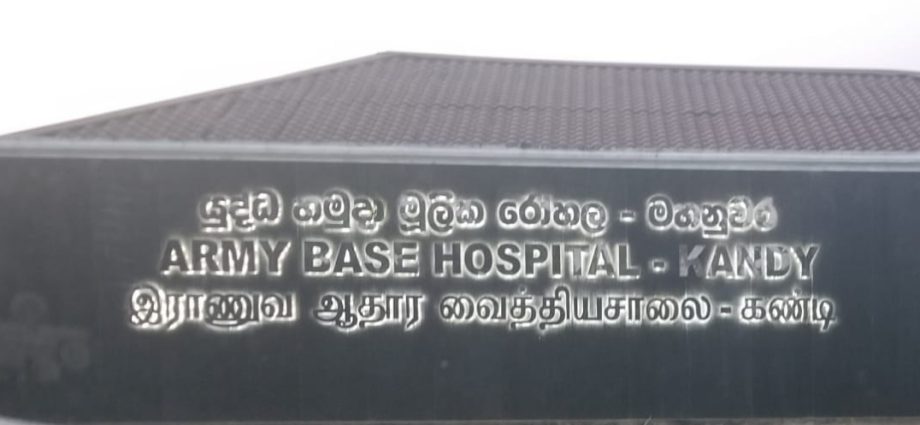 යුද්ධ හමුදා මූලික රෝහල - මහනුවර
ARMY BASE HOSPITAL - KANDY
இராணுவ ஆதார வைத்தியசாலை - கண்டி